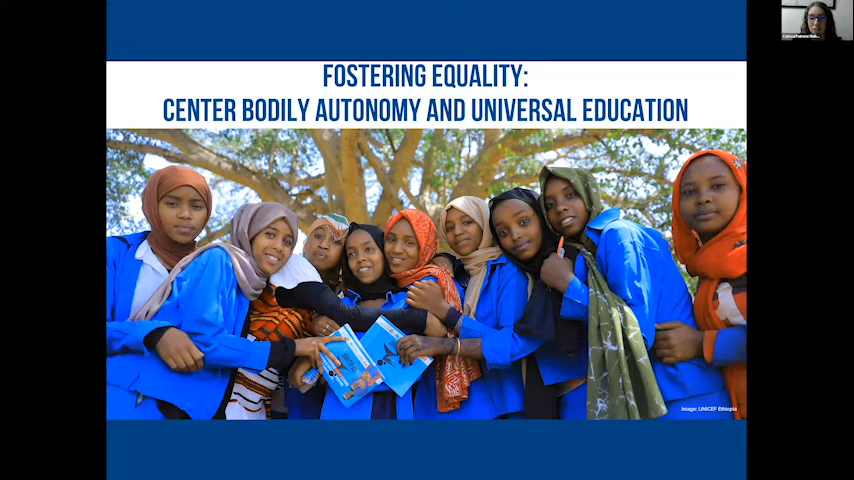 FOSTERING EQUALITY:
CENTER BODILY AUTONOMY AND UNIVERSAL EDUCATION
Image: UNICEF Ethiopia